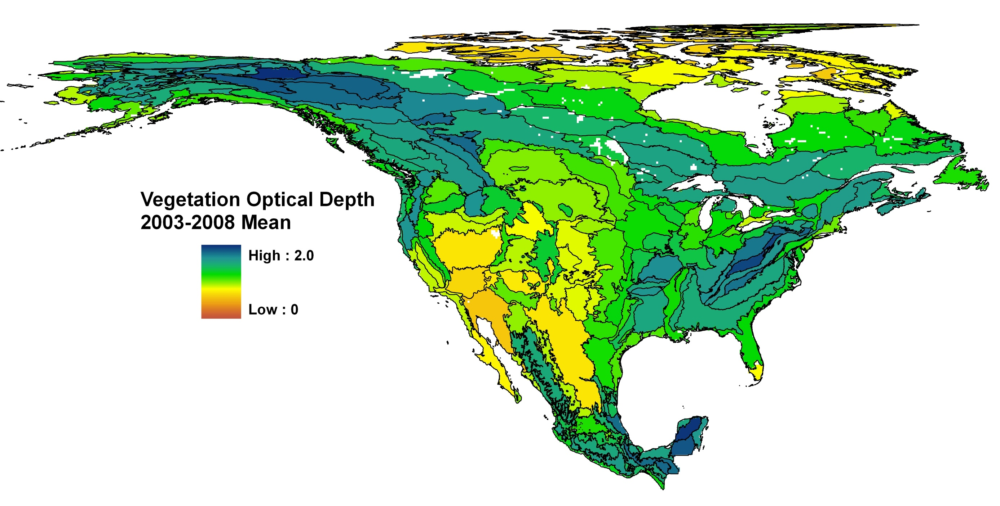 Vegetation Optical Depth
2003-2008 Mean
High : 2.0
Low : 0